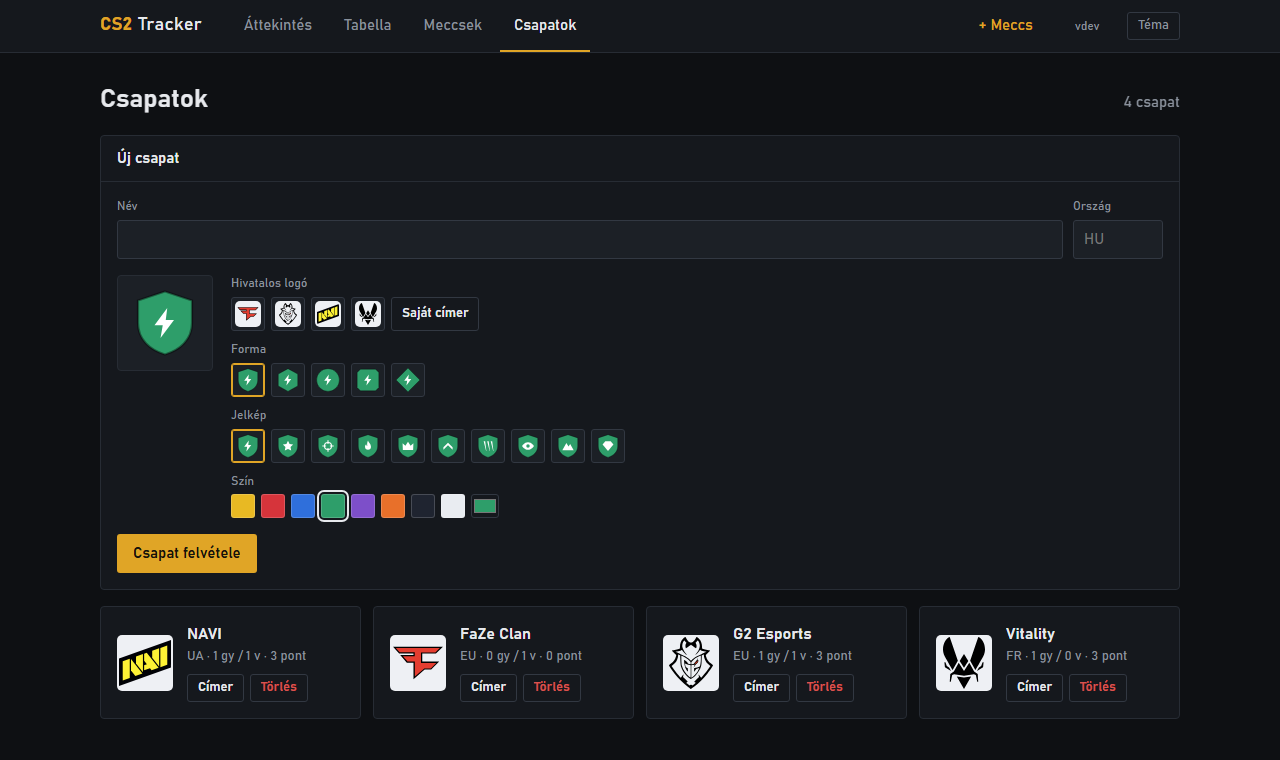 CS2 Tracker Áttekintés Tabella Meccsek Csapatok + Meccs vdev Téma
Csapatok 4 csapat
Új csapat
Név Ország
HU
Hivatalos logó
Saját címer
Forma
Jelkép
Szín
Csapat felvétele
NAVI
UA · 1 gy / 1 v · 3 pont
Címer Törlés
FaZe Clan
EU · 0 gy / 1 v · 0 pont
Címer Törlés
G2 Esports
EU · 1 gy / 1 v · 3 pont
Címer Törlés
Vitality
FR · 1 gy / 0 v · 3 pont
Címer Törlés